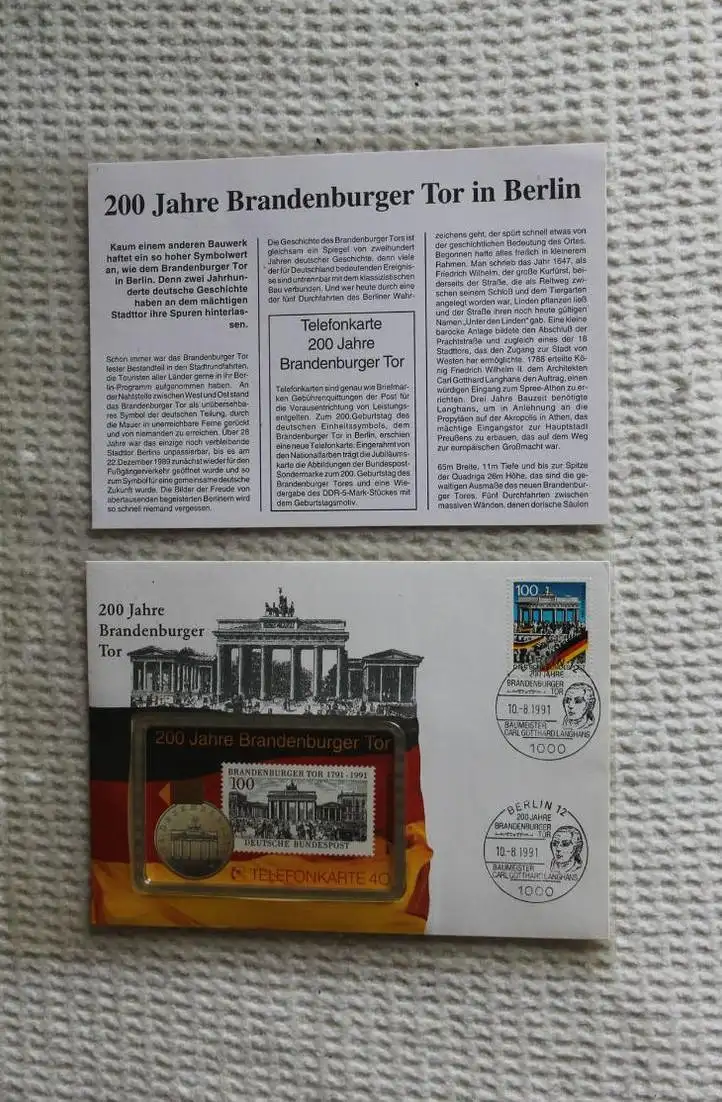 200 Jahre Brandenburger Tor in Berlin
Kaum einem anderen Bauwerk
haftet ein so hoher Symbolwert
an, wie dem Brandenburger Tor
in Berlin. Denn zwei Jahrhun-
derte deutsche Geschichte
haben an dem mächtigen
Stadttor ihre Spuren hinterlas-
sen.
Schon immer war das Brandenburger Tor
fester Bestandteil in den Stadtrundfahrten,
die Touristen aller Länder gerne in ihr Ber-
lin-Programm aufgenommen haben. An
der Nahtstelle zwischen West und Ost stand
das Brandenburger Tor als unübersehba-
res Symbol der deutschen Teilung, durch
die Mauer in unerreichbare Ferne gerückt
und von niemanden zu erreichen. Über 28
Jahre war das einzige noch verbleibende
Stadttor Berlins unpassierbar, bis es am
22. Dezember 1989 zunächst wieder für den
Fußgängerverkehr geöffnet wurde und so
zum Symbol für eine gemeinsame deutsche
Zukunft wurde. Die Bilder der Freude von
abertausenden begeisterten Berlinern wird
so schnell niemand vergessen.
Die Geschichte des Brandenburger Tors ist
gleichsam ein Spiegel von zweihundert
Jahren deutscher Geschichte, denn viele
der für Deutschland bedeutenden Ereignis-
se sind untrennbar mit dem klassizistischen
Bau verbunden. Und wer heute durch eine
der fünf Durchfahrten des Berliner Wahr-
Telefonkarte
200 Jahre
Brandenburger Tor
Telefonkarten sind genau wie Briefmar-
ken Gebührenquittungen der Post für
die Vorausentrichtung von Leistungs-
entgelten. Zum 200. Geburtstag des
deutschen Einheitssymbols, dem
Brandenburger Tor in Berlin, erschien
eine neue Telefonkarte. Eingerahmt von
den Nationalfarben trägt die Jubiläums-
karte die Abbildungen der Bundespost-
Sondermarke zum 200. Geburtstag des
Brandenburger Tores und eine Wie-
dergabe des DDR-5-Mark-Stückes mit
dem Geburtstagsmotiv.
zeichens geht, der spürt schnell etwas von
der geschichtlichen Bedeutung des Ortes.
Begonnen hatte alles freilich in kleinerem
Rahmen. Man schrieb das Jahr 1647, als
Friedrich Wilhelm, der große Kurfürst, bei-
derseits der Straße, die als Reitweg zwi-
schen seinem Schloß und dem Tiergarten
angelegt worden war, Linden pflanzen ließ
und der Straße ihren noch heute gültigen
Namen „Unter den Linden“ gab. Eine kleine
barocke Anlage bildete den Abschluß der
Prachtstraße und zugleich eines der 18
Stadttore, das den Zugang zur Stadt von
Westen her ermöglichte. 1788 erteilte Kö-
nig Friedrich Wilhelm II. dem Architekten
Carl Gotthard Langhans den Auftrag, einen
würdigen Eingang zum Spree-Athen zu er-
richten. Drei Jahre Bauzeit benötigte
Langhans, um in Anlehnung an die
Propyläen auf der Akropolis in Athen, das
mächtige Eingangstor zur Hauptstadt
Preußens zu erbauen, das auf dem Weg
zur europäischen Großmacht war.
65m Breite, 11m Tiefe und bis zur Spitze
der Quadriga 26m Höhe, das sind die ge-
waltigen Ausmaße des neuen Brandenbur-
ger Tores. Fünf Durchfahrten zwischen
massiven Wänden, denen dorische Säulen
200 Jahre
Brandenburger
Tor
100
200 JAHRE
BRANDENBURGER
TOR
10.-8.1991
BAUMEISTER
CARL GOTTHARD LANGHANS
1000
200 Jahre Brandenburger Tor
BRANDENBURGER TOR 1791-1991
100
DEUTSCHE BUNDESPOST
TELEFONKARTE 40
BERLIN 12
200 JAHRE
BRANDENBURGER
TOR
10.-8.1991
BAUMEISTER
CARL GOTTHARD LANGHANS
1000